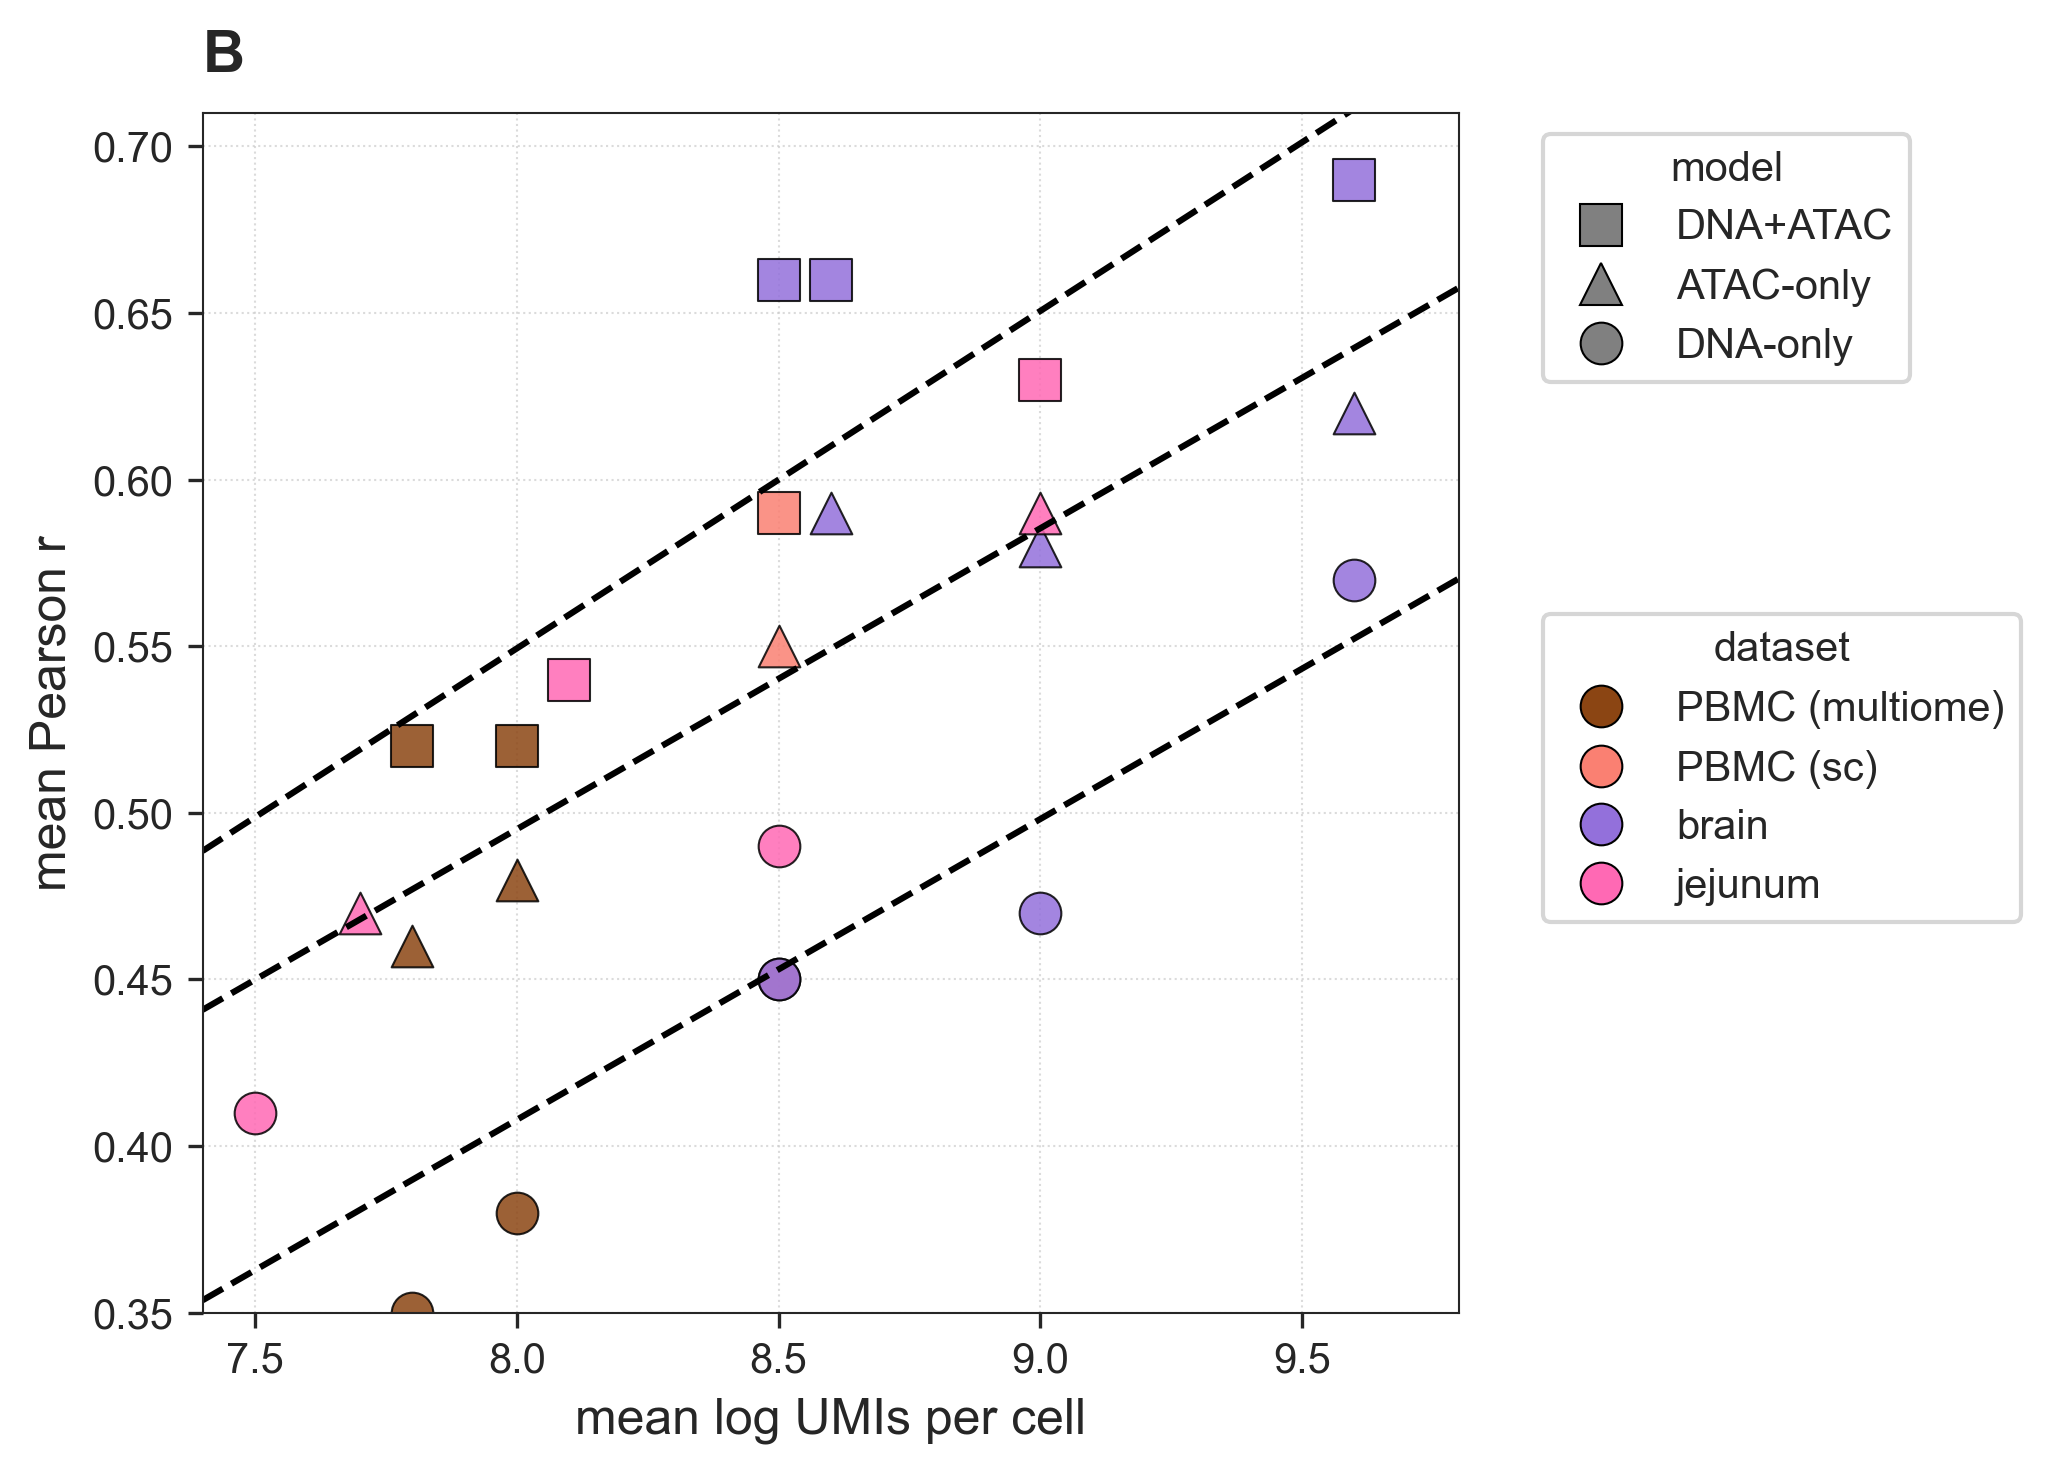 B
0.70
0.65
0.60
0.55
0.50
0.45
0.40
0.35
mean Pearson r
7.5 8.0 8.5 9.0 9.5
mean log UMIs per cell
model
DNA+ATAC
ATAC-only
DNA-only
dataset
PBMC (multiome)
PBMC (sc)
brain
jejunum